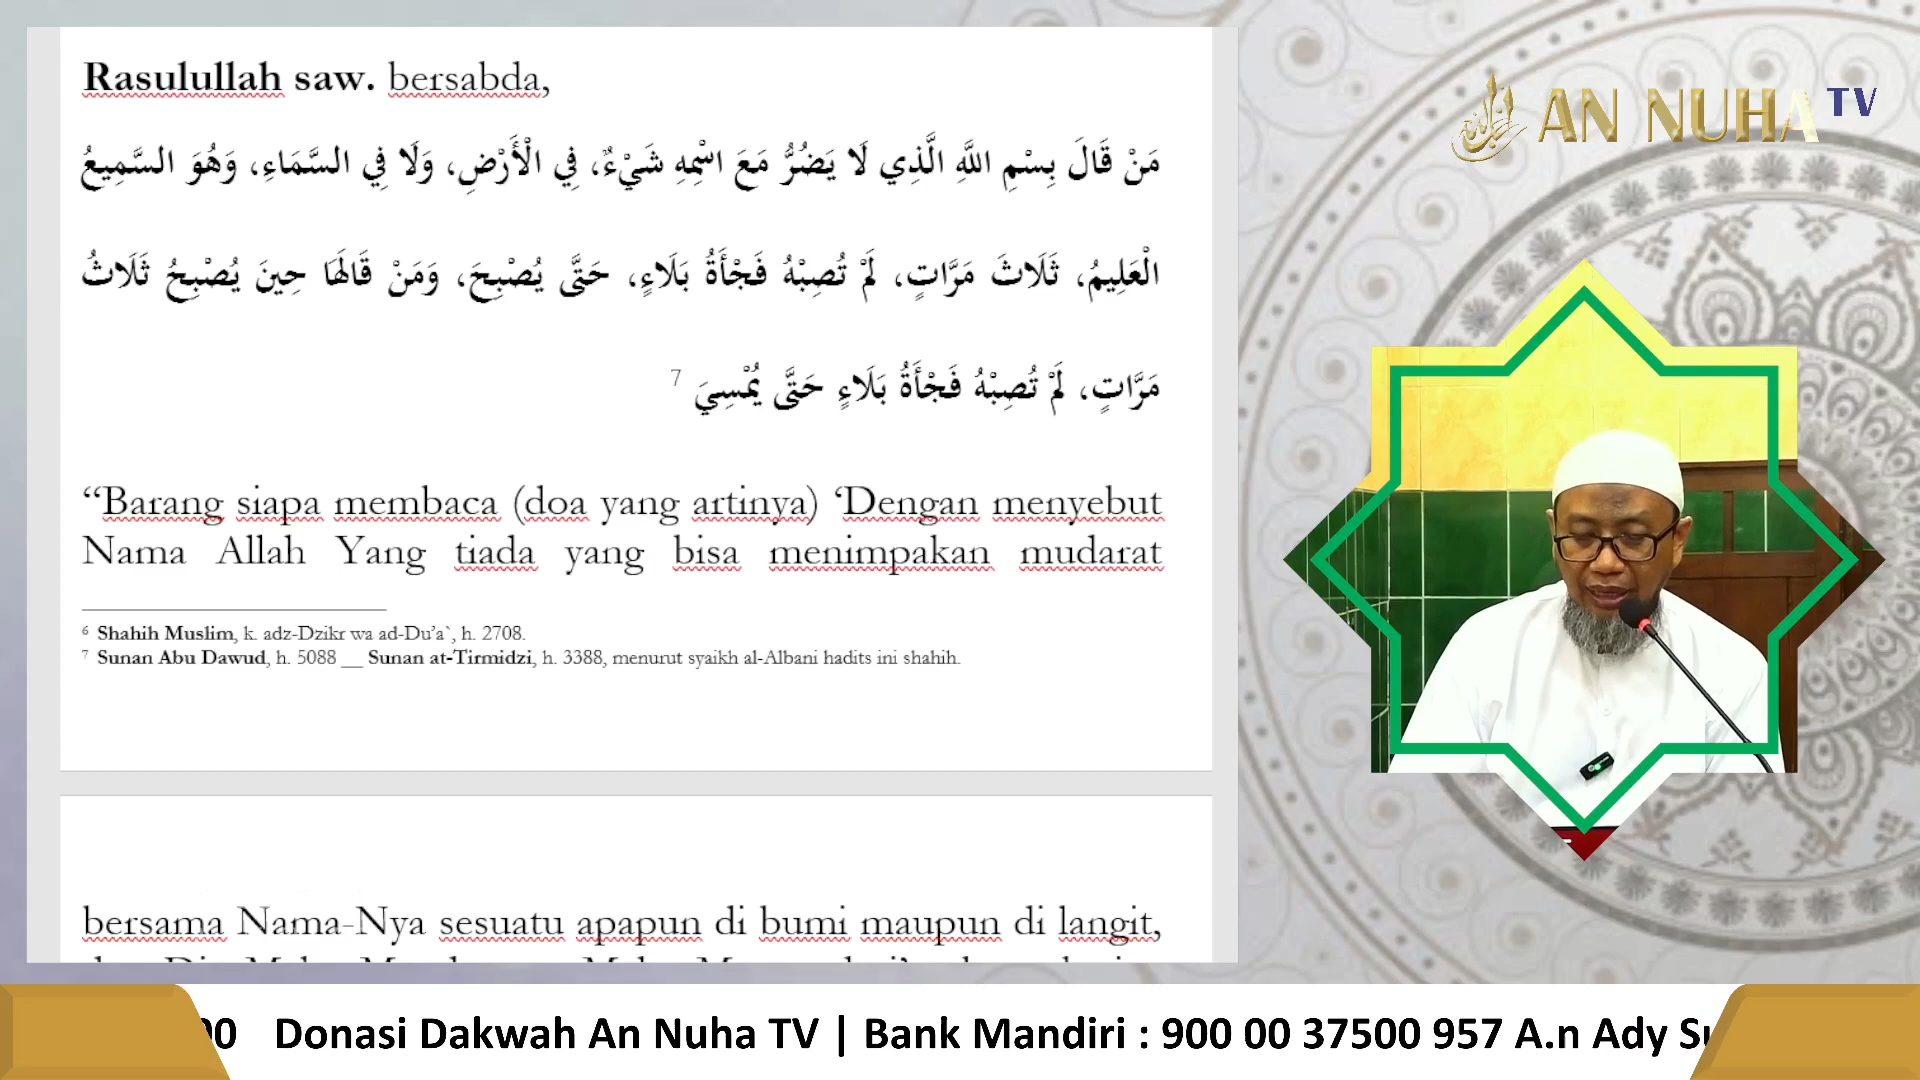 Rasulullah saw. bersabda,
مَنْ قَالَ بِسْمِ اللَّهِ الَّذِي لَا يَضُرُّ مَعَ اسْمِهِ شَيْءٌ، فِي الْأَرْضِ، وَلَا فِي السَّمَاءِ، وَهُوَ السَّمِيعُ
الْعَلِيمُ، ثَلَاثَ مَرَّاتٍ، لَمْ تُصِبْهُ فَجْأَةُ بَلَاءٍ، حَتَّى يُصْبِحَ، وَمَنْ قَالَهَا حِينَ يُصْبِحُ ثَلَاثُ
مَرَّاتٍ، لَمْ تُصِبْهُ فَجْأَةُ بَلَاءٍ حَتَّى يُمْسِيَ 7
“Barang siapa membaca (doa yang artinya) ‘Dengan menyebut
Nama Allah Yang tiada yang bisa menimpakan mudarat
6 Shahih Muslim, k. adz-Dzikr wa ad-Du’a`, h. 2708.
7 Sunan Abu Dawud, h. 5088 __ Sunan at-Tirmidzi, h. 3388, menurut syaikh al-Albani hadits ini shahih.
bersama Nama-Nya sesuatu apapun di bumi maupun di langit,
AN NUHA TV
Donasi Dakwah An Nuha TV | Bank Mandiri : 900 00 37500 957 A.n Ady